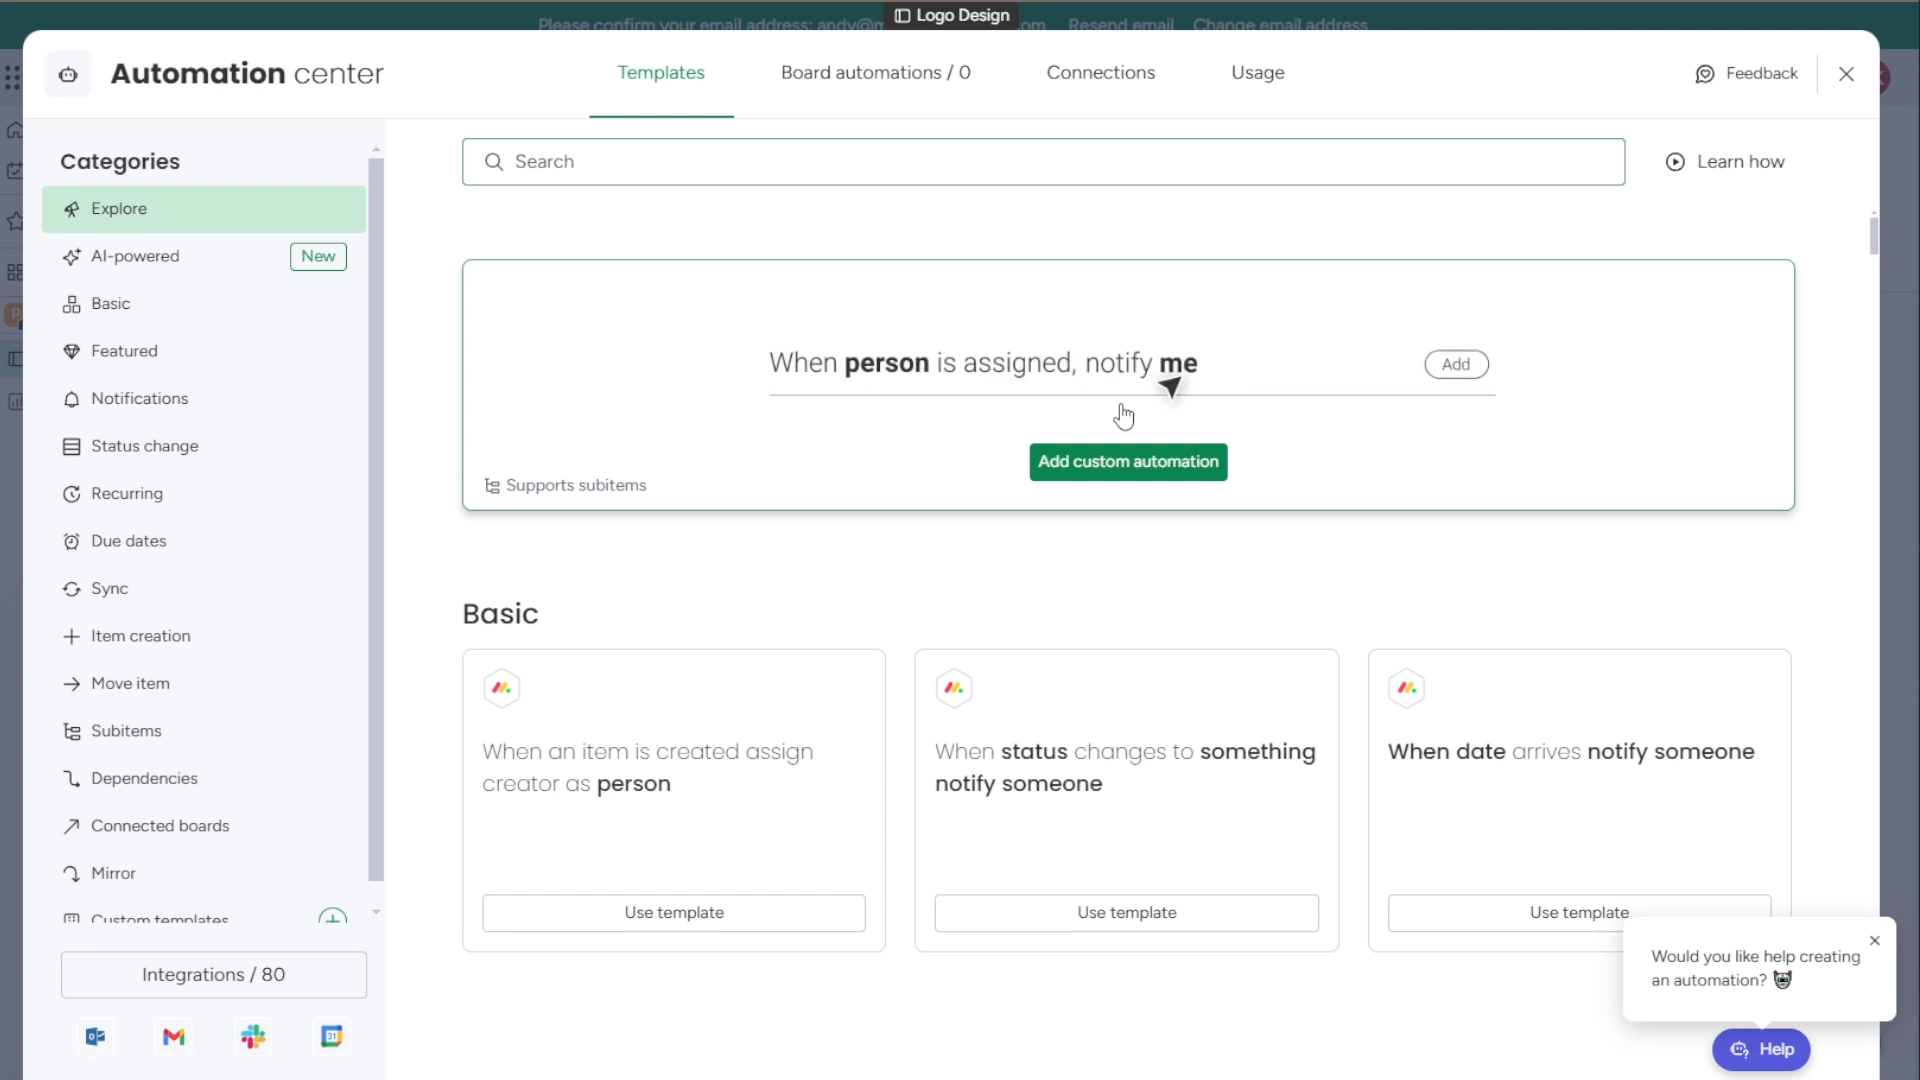 Logo Design
Please confirm your email address: andy@m om Resend email Change email address
Automation center
Templates
Board automations / 0
Connections
Usage
Feedback
Categories
Explore
AI-powered
New
Basic
Featured
Notifications
Status change
Recurring
Due dates
Sync
Item creation
Move item
Subitems
Dependencies
Connected boards
Mirror
Custom templates
Integrations / 80
Search
Learn how
When person is assigned, notify me
Add
Add custom automation
Supports subitems
Basic
When an item is created assign
creator as person
Use template
When status changes to something
notify someone
Use template
When date arrives notify someone
Use template
Would you like help creating
an automation?
Help